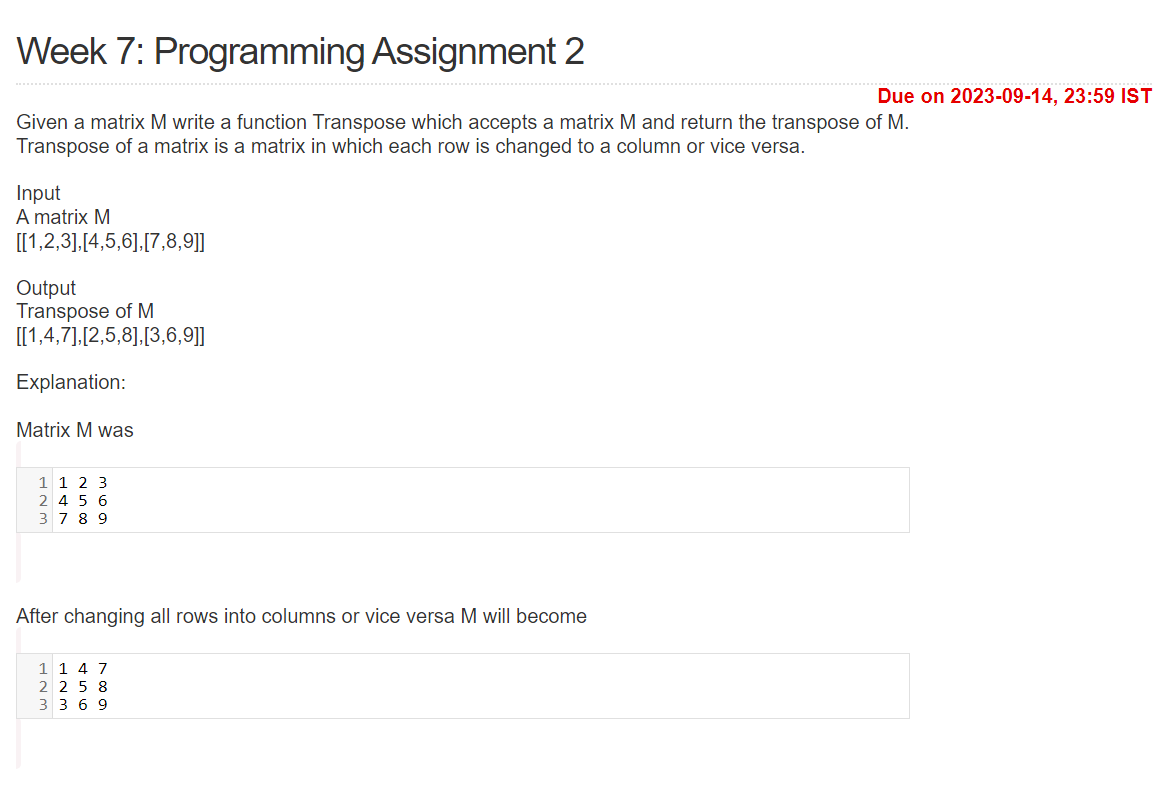 Week 7: Programming Assignment 2
Due on 2023-09-14, 23:59 IST
Given a matrix M write a function Transpose which accepts a matrix M and return the transpose of M.
Transpose of a matrix is a matrix in which each row is changed to a column or vice versa.
Input
A matrix M
[[1,2,3],[4,5,6],[7,8,9]]
Output
Transpose of M
[[1,4,7],[2,5,8],[3,6,9]]
Explanation:
Matrix M was
1 1 2 3
2 4 5 6
3 7 8 9
After changing all rows into columns or vice versa M will become
1 1 4 7
2 2 5 8
3 3 6 9